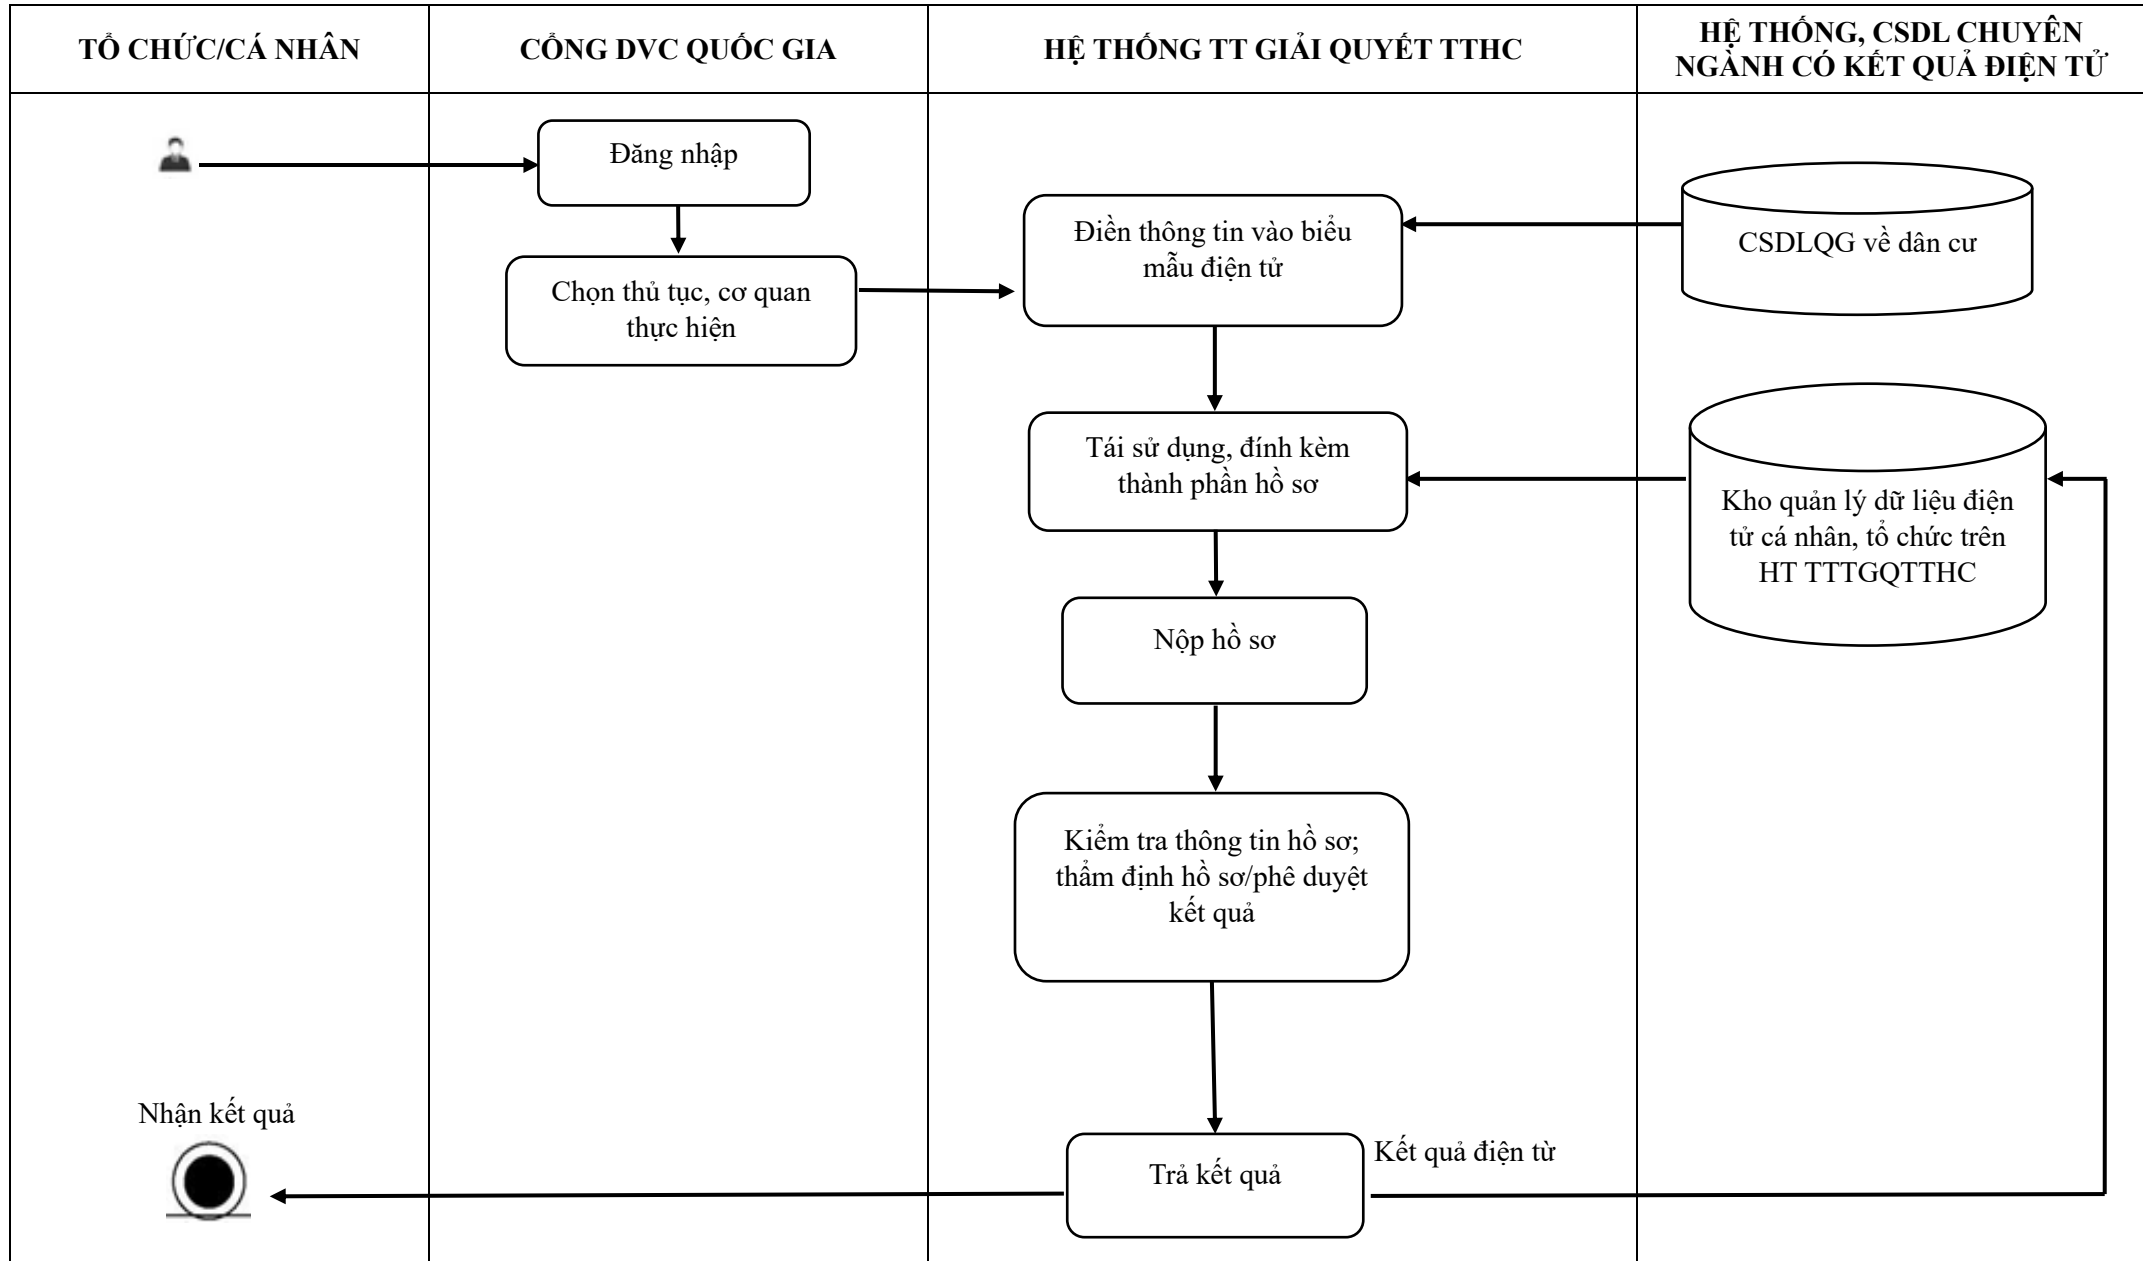 TỔ CHỨC/CÁ NHÂN
CỔNG DVC QUỐC GIA
HỆ THỐNG TT GIẢI QUYẾT TTHC
HỆ THỐNG, CSDL CHUYÊN
NGÀNH CÓ KẾT QUẢ ĐIỆN TỬ
Đăng nhập
Chọn thủ tục, cơ quan
thực hiện
Điền thông tin vào biểu
mẫu điện tử
CSDLQG về dân cư
Tái sử dụng, đính kèm
thành phần hồ sơ
Kho quản lý dữ liệu điện
tử cá nhân, tổ chức trên
HT TTTGQTTHC
Nộp hồ sơ
Kiểm tra thông tin hồ sơ;
thẩm định hồ sơ/phê duyệt
kết quả
Nhận kết quả
Trả kết quả
Kết quả điện từ